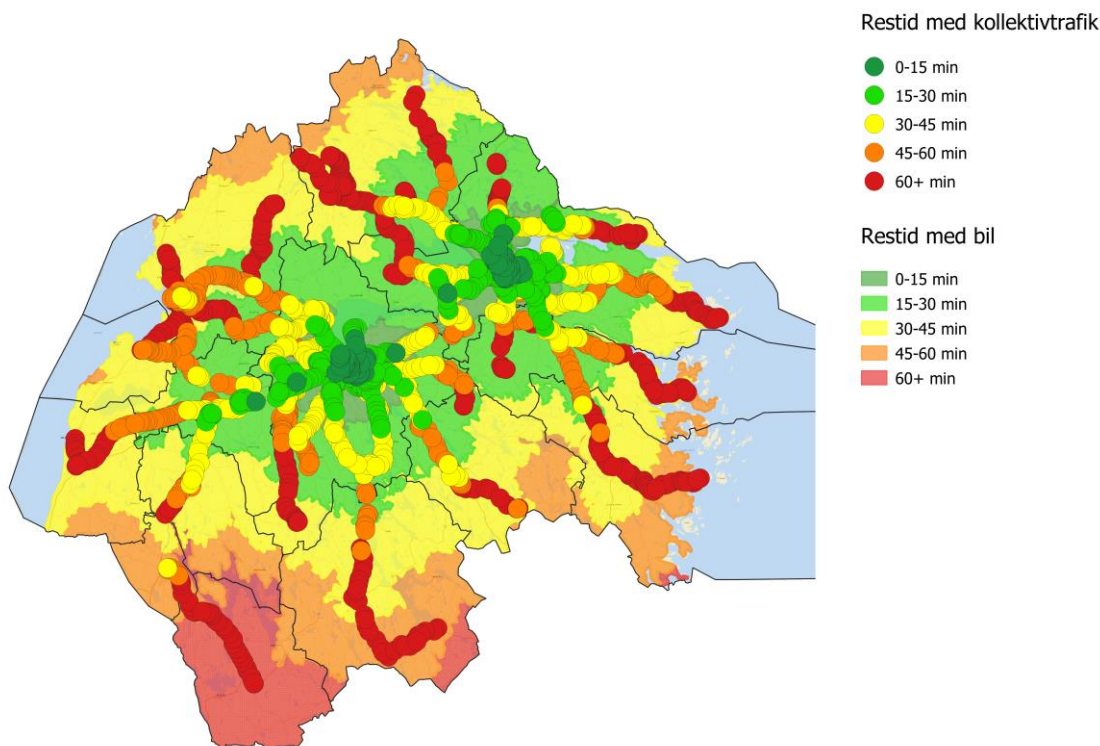 Restid med kollektivtrafik
0-15 min
15-30 min
30-45 min
45-60 min
60+ min
Restid med bil
0-15 min
15-30 min
30-45 min
45-60 min
60+ min